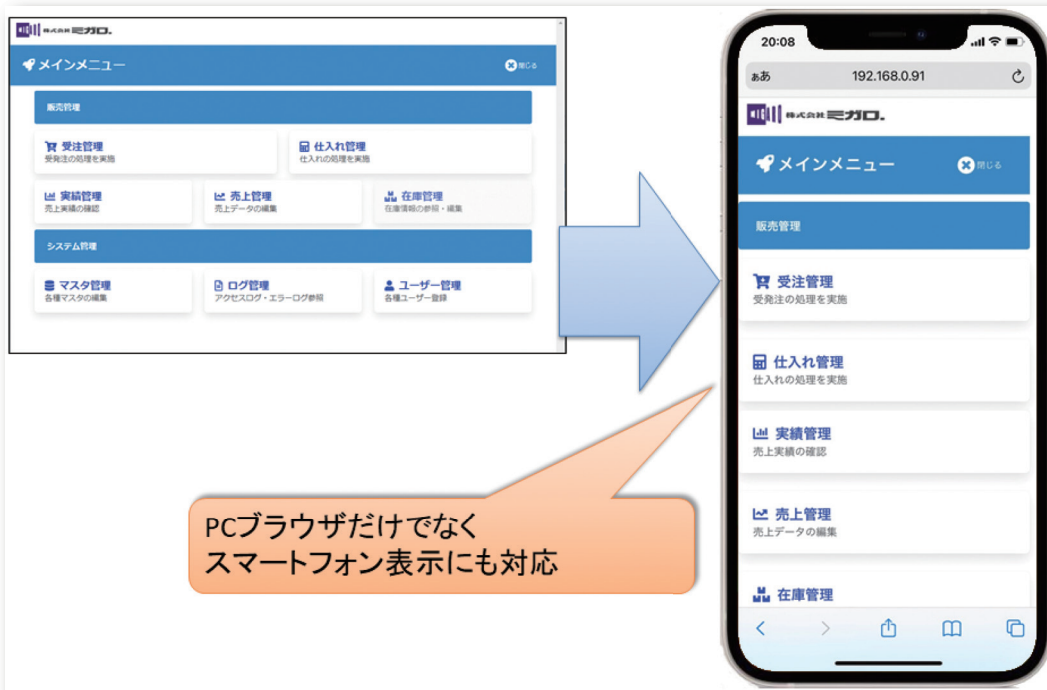 株式会社ミガロ.
メインメニュー
閉じる
販売管理
受注管理
受発注の処理を実施
仕入れ管理
仕入れの処理を実施
実績管理
売上実績の確認
売上管理
売上データの編集
在庫管理
在庫情報の参照・編集
システム管理
マスタ管理
各種マスタの編集
ログ管理
アクセスログ・エラーログ参照
ユーザー管理
各種ユーザー登録
PCブラウザだけでなく
スマートフォン表示にも対応
20:08
ぁあ 192.168.0.91
株式会社ミガロ.
メインメニュー
閉じる
販売管理
受注管理
受発注の処理を実施
仕入れ管理
仕入れの処理を実施
実績管理
売上実績の確認
売上管理
売上データの編集
在庫管理